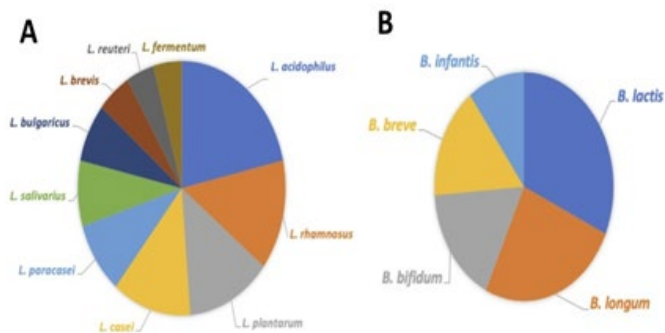 A
L. reuteri
L. fermentum
L. brevis
L. acidophilus
L. bulgaricus
L. salivarius
L. rhamnosus
L. paracasei
L. casei
L. plantarum
B
B. infantis
B. lactis
B. breve
B. bifidum
B. longum